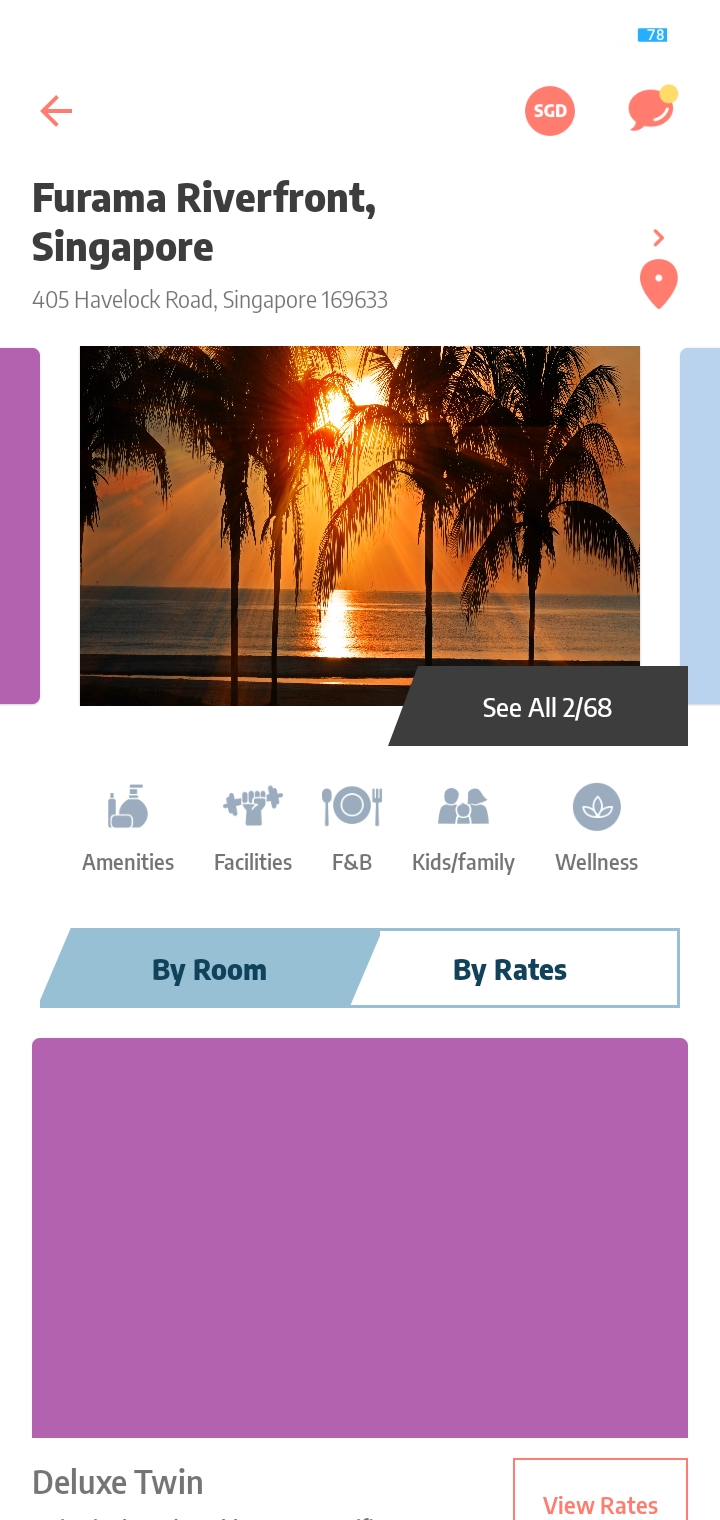 78
SGD
Furama Riverfront,
Singapore
405 Havelock Road, Singapore 169633
See All 2/68
Amenities
Facilities
F&B
Kids/family
Wellness
By Room
By Rates
Deluxe Twin
View Rates